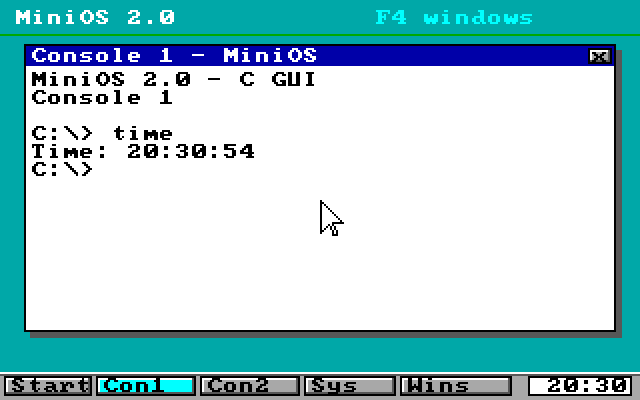 MiniOS 2.0 F4 windows
Console 1 - MiniOS
MiniOS 2.0 - C GUI
Console 1
C:\> time
Time: 20:30:54
C:\>
Start Con1 Con2 Sys Wins 20:30